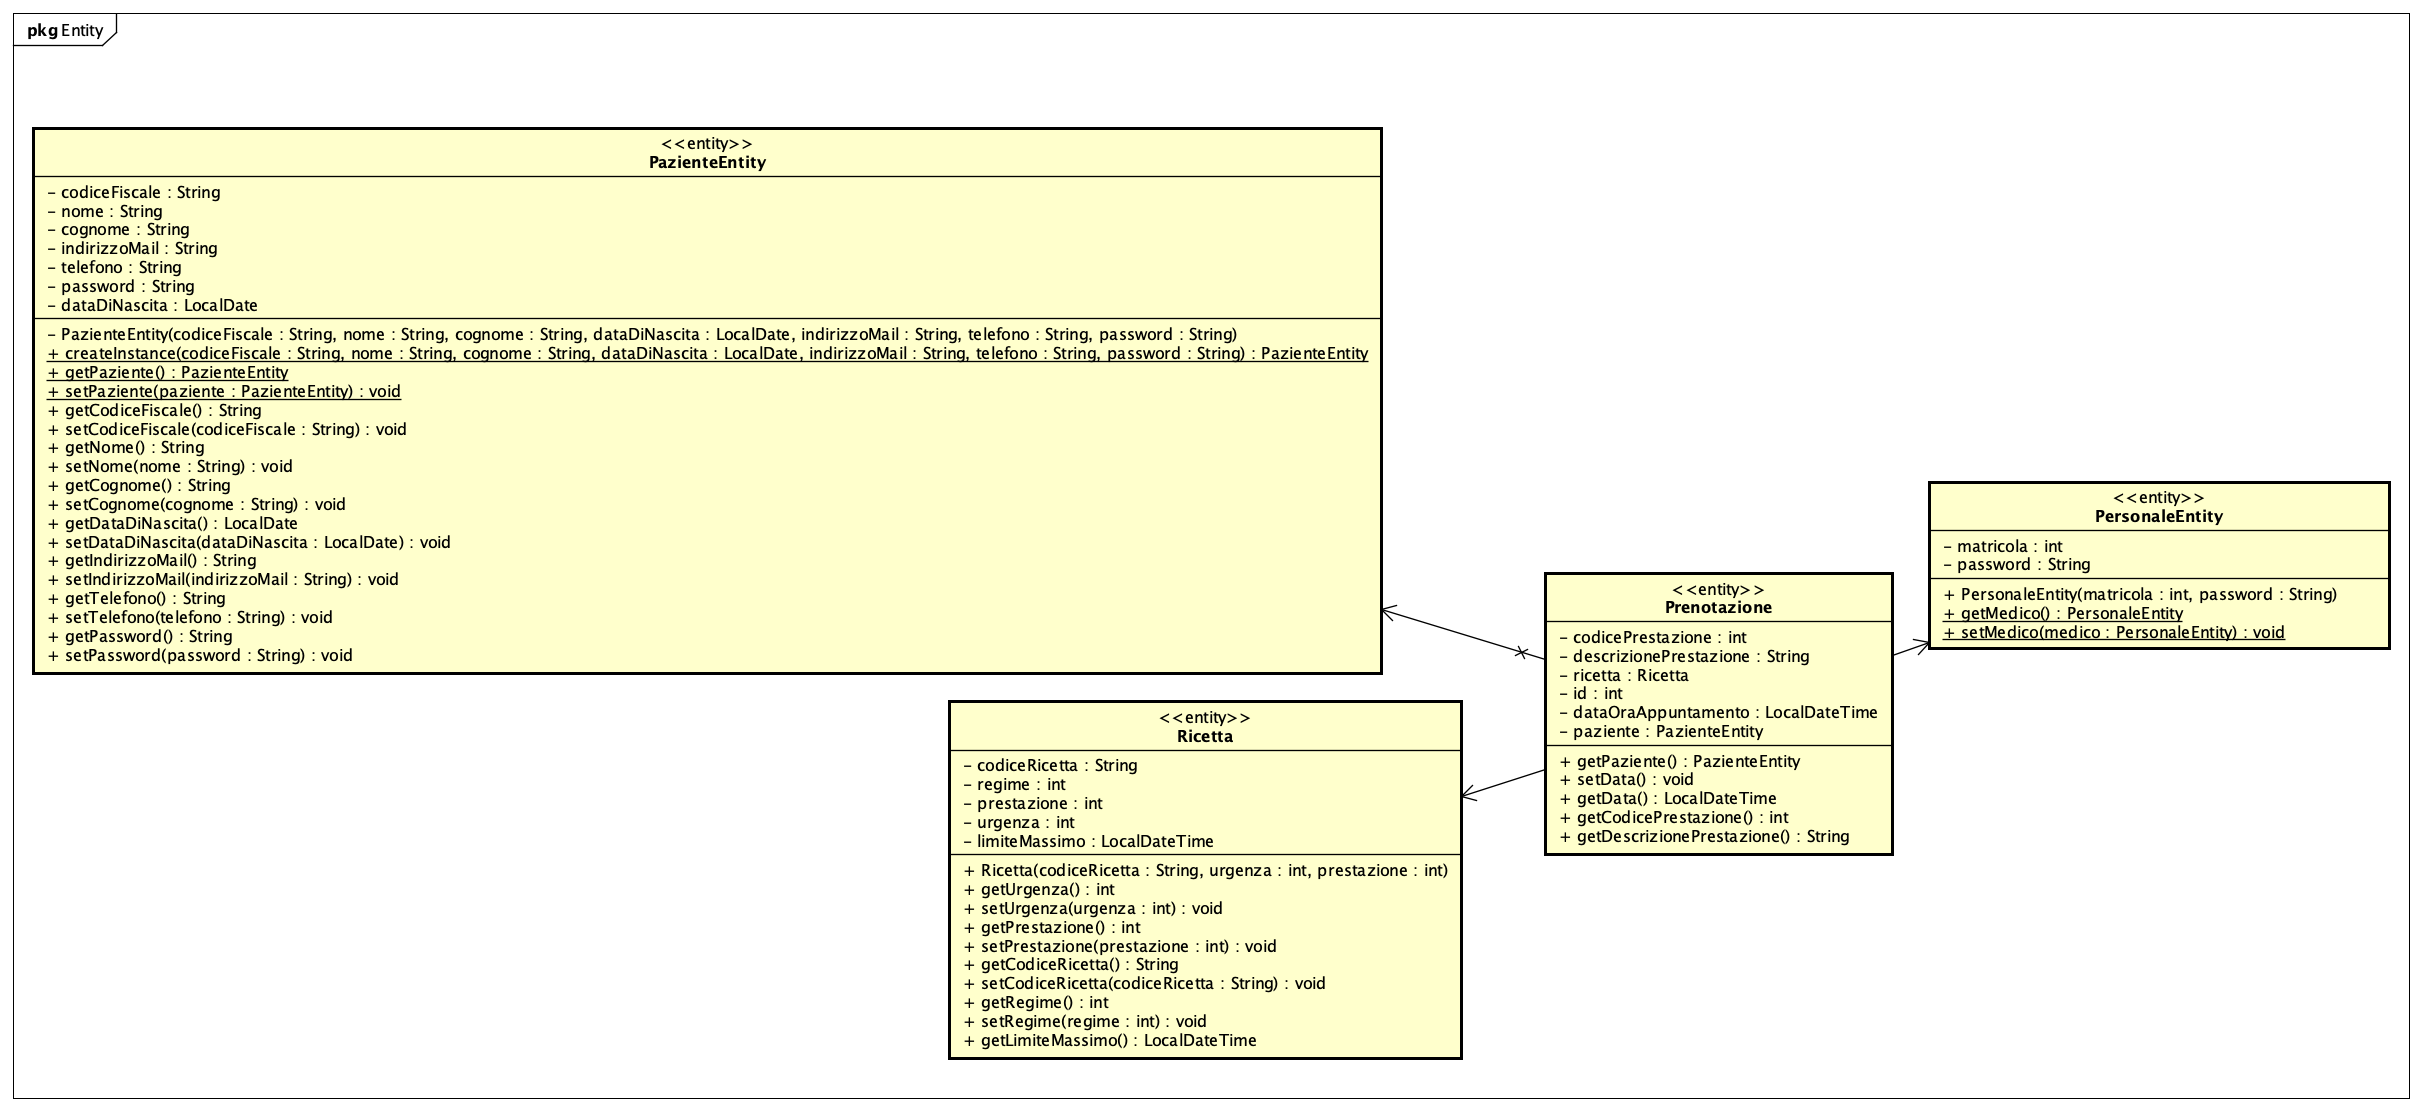 pkg Entity
<<entity>>
PazienteEntity
- codiceFiscale : String
- nome : String
- cognome : String
- indirizzoMail : String
- telefono : String
- password : String
- dataDiNascita : LocalDate
- PazienteEntity(codiceFiscale : String, nome : String, cognome : String, dataDiNascita : LocalDate, indirizzoMail : String, telefono : String, password : String)
+ createInstance(codiceFiscale : String, nome : String, cognome : String, dataDiNascita : LocalDate, indirizzoMail : String, telefono : String, password : String) : PazienteEntity
+ getPaziente() : PazienteEntity
+ setPaziente(paziente : PazienteEntity) : void
+ getCodiceFiscale() : String
+ setCodiceFiscale(codiceFiscale : String) : void
+ getNome() : String
+ setNome(nome : String) : void
+ getCognome() : String
+ setCognome(cognome : String) : void
+ getDataDiNascita() : LocalDate
+ setDataDiNascita(dataDiNascita : LocalDate) : void
+ getIndirizzoMail() : String
+ setIndirizzoMail(indirizzoMail : String) : void
+ getTelefono() : String
+ setTelefono(telefono : String) : void
+ getPassword() : String
+ setPassword(password : String) : void
<<entity>>
PersonaleEntity
- matricola : int
- password : String
+ PersonaleEntity(matricola : int, password : String)
+ getMedico() : PersonaleEntity
+ setMedico(medico : PersonaleEntity) : void
<<entity>>
Prenotazione
- codicePrestazione : int
- descrizionePrestazione : String
- ricetta : Ricetta
- id : int
- dataOraAppuntamento : LocalDateTime
- paziente : PazienteEntity
+ getPaziente() : PazienteEntity
+ setData() : void
+ getData() : LocalDateTime
+ getCodicePrestazione() : int
+ getDescrizionePrestazione() : String
<<entity>>
Ricetta
- codiceRicetta : String
- regime : int
- prestazione : int
- urgenza : int
- limiteMassimo : LocalDateTime
+ Ricetta(codiceRicetta : String, urgenza : int, prestazione : int)
+ getUrgenza() : int
+ setUrgenza(urgenza : int) : void
+ getPrestazione() : int
+ setPrestazione(prestazione : int) : void
+ getCodiceRicetta() : String
+ setCodiceRicetta(codiceRicetta : String) : void
+ getRegime() : int
+ setRegime(regime : int) : void
+ getLimiteMassimo() : LocalDateTime